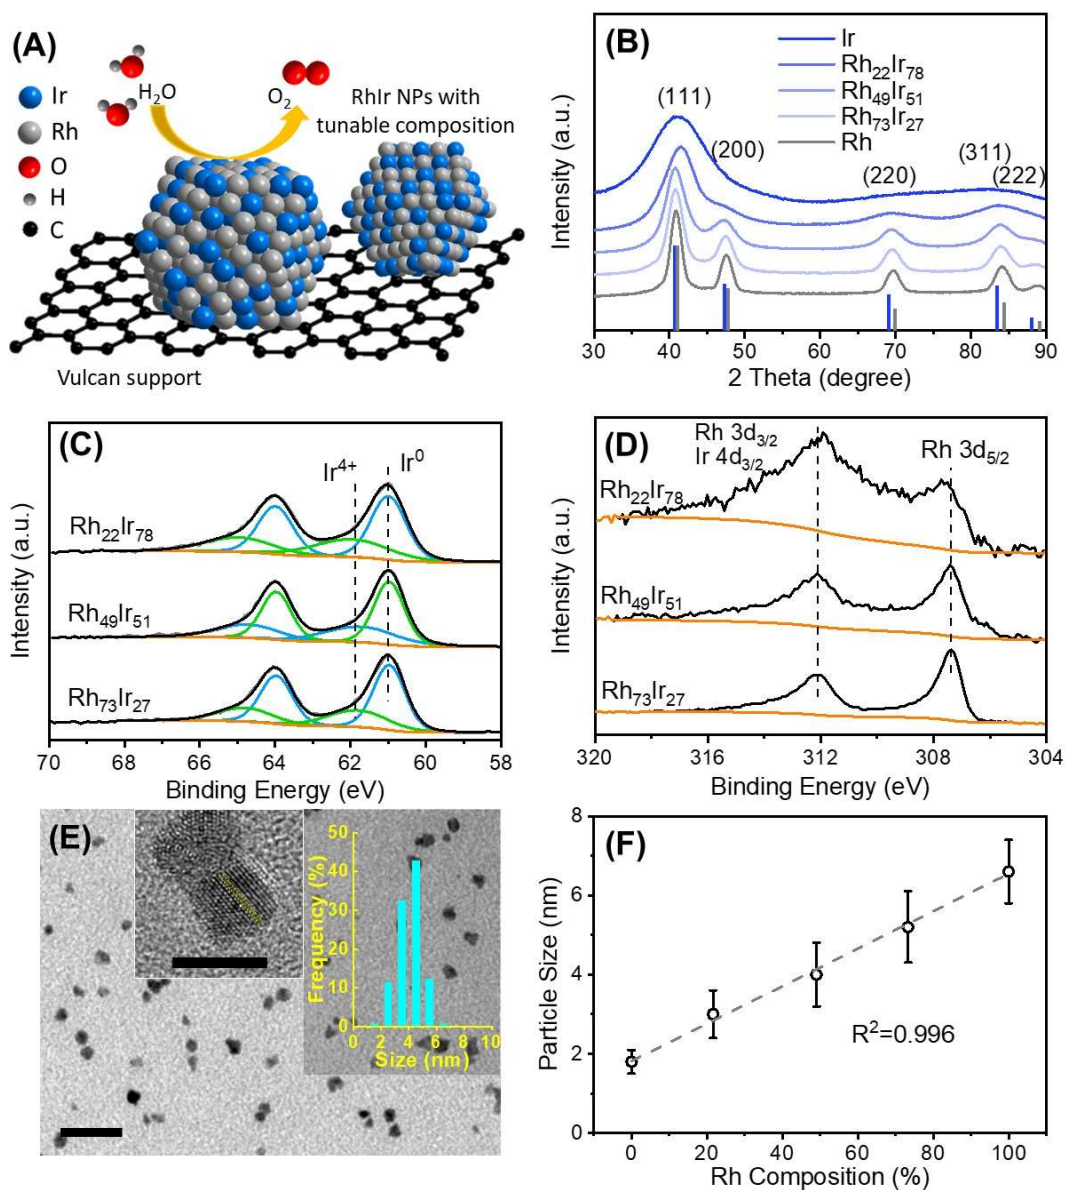 (A)
H₂O
O₂
RhIr NPs with
tunable composition
Ir
Rh
O
H
C
Vulcan support
(B)
Ir
Rh₂₂Ir₇₈
Rh₄₉Ir₅₁
Rh₇₃Ir₂₇
Rh
(111)
(200)
(220)
(311)
(222)
Intensity (a.u.)
30 40 50 60 70 80 90
2 Theta (degree)
(C)
Ir⁴⁺
Ir⁰
Rh₂₂Ir₇₈
Rh₄₉Ir₅₁
Rh₇₃Ir₂₇
Intensity (a.u.)
70 68 66 64 62 60 58
Binding Energy (eV)
(D)
Rh 3d₃/₂
Ir 4d₃/₂
Rh 3d₅/₂
Rh₂₂Ir₇₈
Rh₄₉Ir₅₁
Rh₇₃Ir₂₇
Intensity (a.u.)
320 316 312 308 304
Binding Energy (eV)
(E)
Frequency (%)
50
40
30
20
10
0
0 2 4 6 8 10
Size (nm)
(F)
Particle Size (nm)
8
6
4
2
0
R²=0.996
0 20 40 60 80 100
Rh Composition (%)